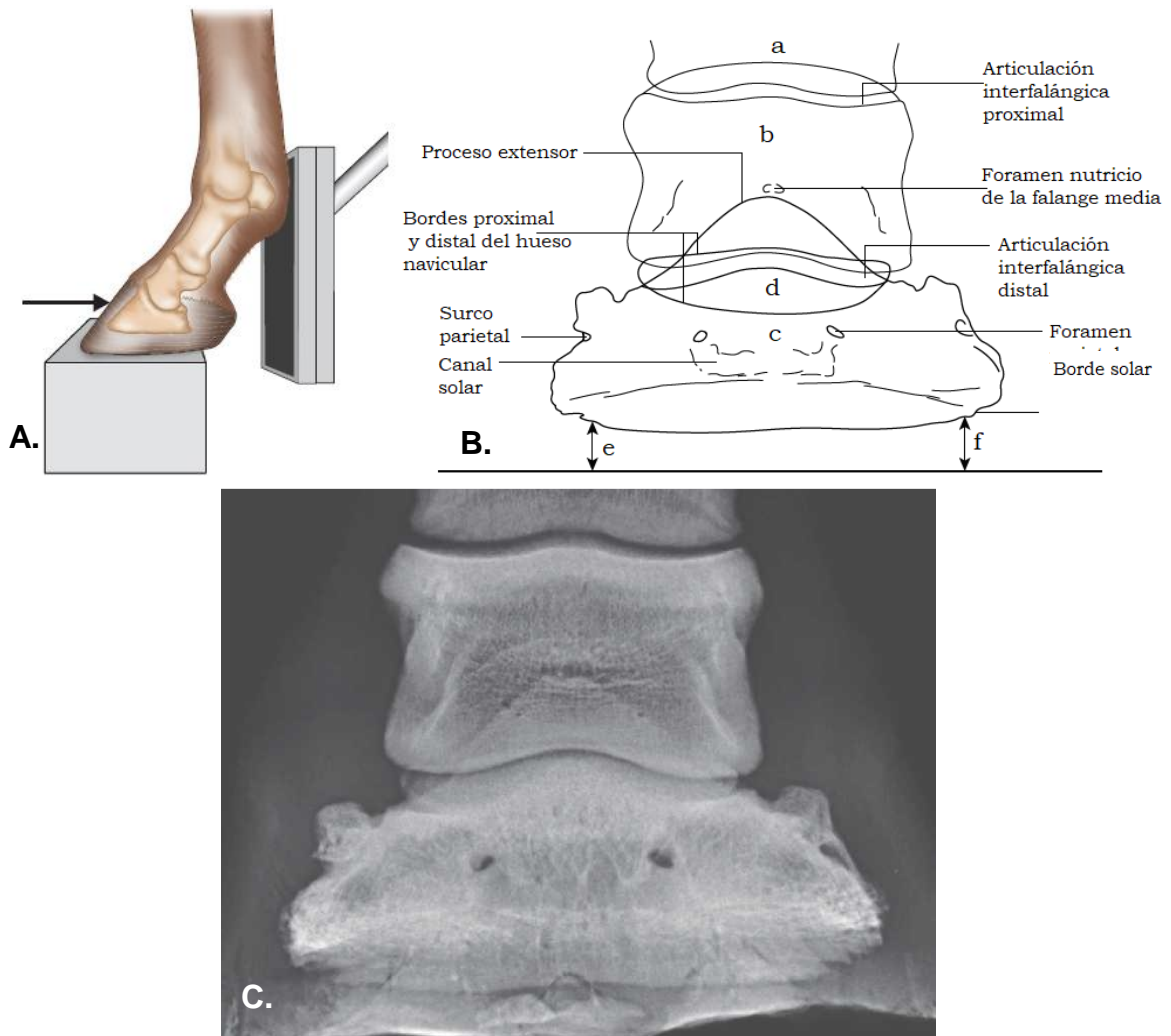 A.
a
Articulación
interfalángica
proximal
b
Proceso extensor
Foramen nutricio
de la falange media
Bordes proximal
y distal del hueso
navicular
Articulación
interfalángica
distal
d
Surco
parietal
c
Foramen
Canal
solar
Borde solar
B.
e
f
C.